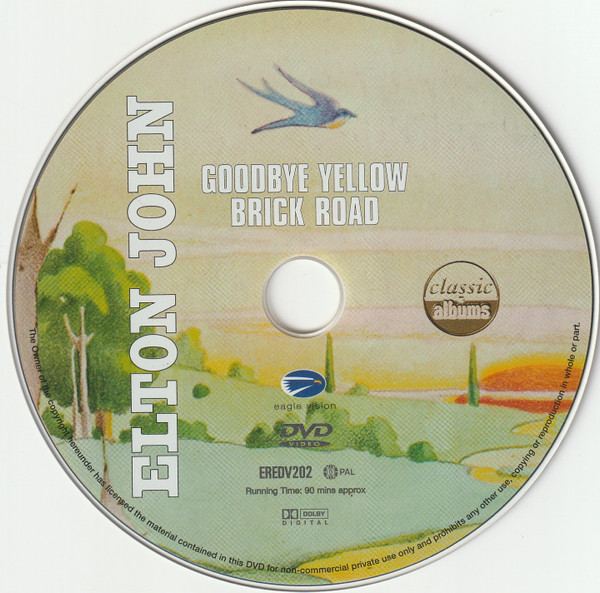 ELTON JOHN
GOODBYE YELLOW
BRICK ROAD
classic
albums
eagle vision
DVD
VIDEO
EREDV202
PAL
Running Time: 90 mins approx
DOLBY
DIGITAL
The Owner of the copyright hereunder has licensed the material contained in this DVD for non-commercial private use only and prohibits any other use, copying or reproduction in whole or part.